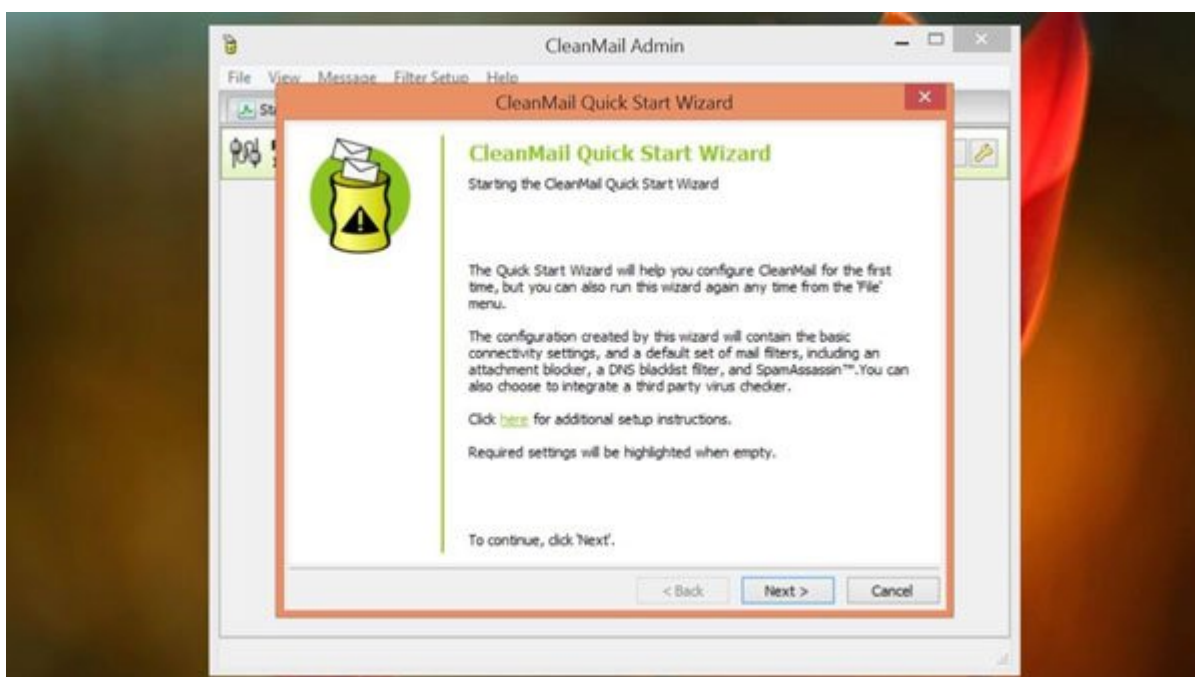 CleanMail Admin
File View Message Filter Setup Help
CleanMail Quick Start Wizard
CleanMail Quick Start Wizard
Starting the CleanMail Quick Start Wizard
The Quick Start Wizard will help you configure CleanMail for the first
time, but you can also run this wizard again any time from the 'File'
menu.
The configuration created by this wizard will contain the basic
connectivity settings, and a default set of mail filters, including an
attachment blocker, a DNS blacklist filter, and SpamAssassin™.You can
also choose to integrate a third party virus checker.
Click here for additional setup instructions.
Required settings will be highlighted when empty.
To continue, click 'Next'.
< Back Next > Cancel